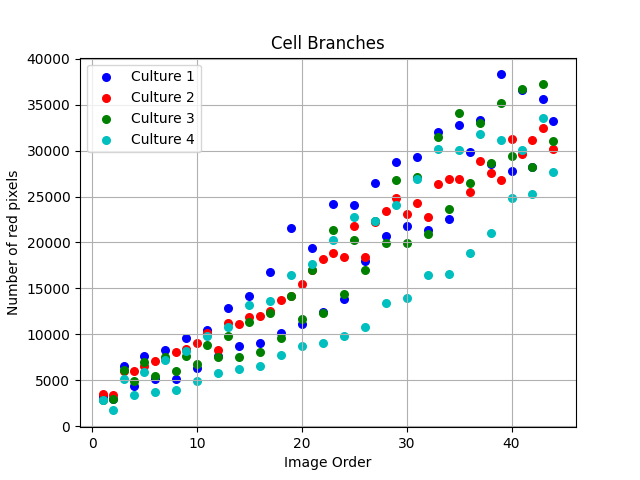 Cell Branches
40000
35000
30000
25000
20000
15000
10000
5000
0
Number of red pixels
Culture 1
Culture 2
Culture 3
Culture 4
0 10 20 30 40
Image Order